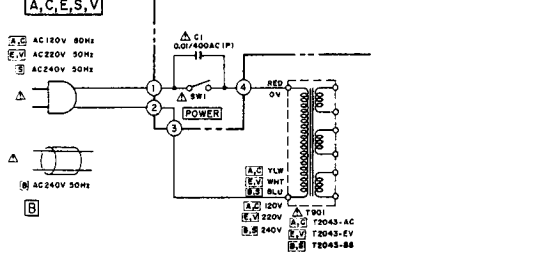 A,C,E,S,V
A,C AC120V 60Hz
E,V AC220V 50Hz
S AC240V 50Hz
C1
0.01/400AC(P)
1
SW1
4
RED
0V
2
POWER
3
B AC240V 50Hz
B
A,C YLW
E,V WHT
B,S BLU
A,C 120V
E,V 220V
B,S 240V
T901
A,C T2043-AC
E,V T2043-EV
B,S T2043-BS